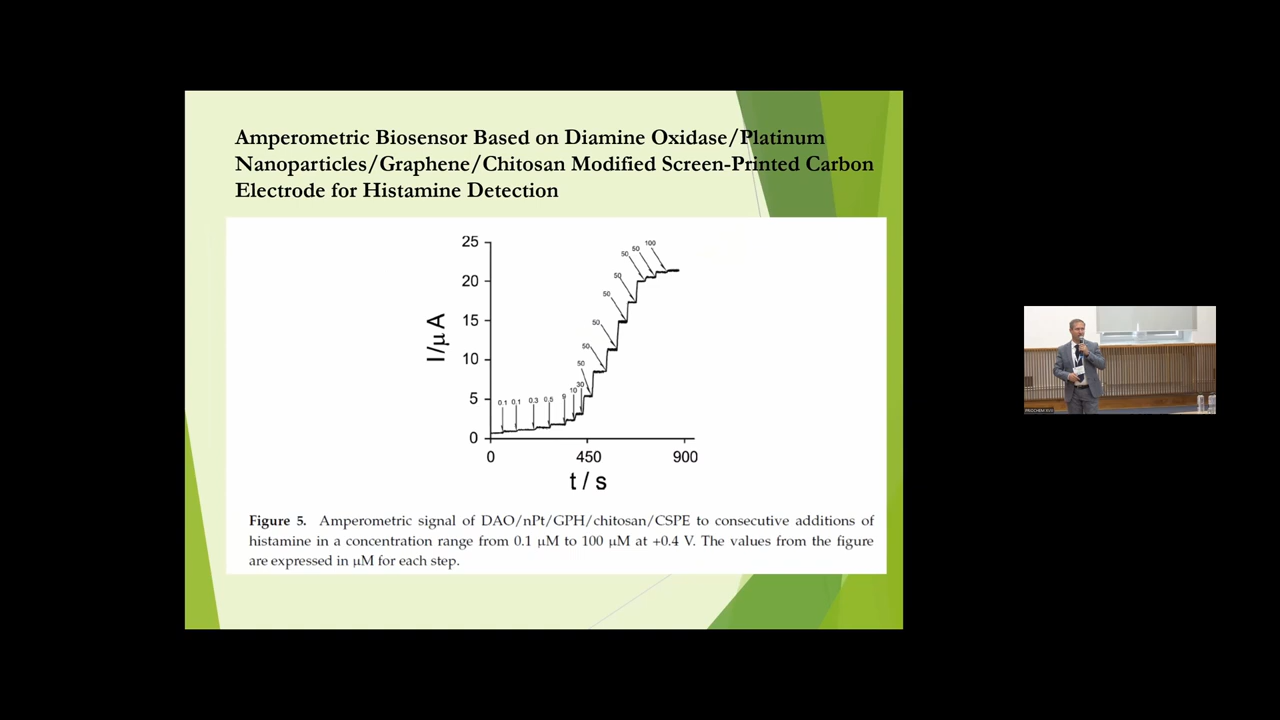 Amperometric Biosensor Based on Diamine Oxidase/Platinum
Nanoparticles/Graphene/Chitosan Modified Screen-Printed Carbon
Electrode for Histamine Detection
25
20
15
10
5
0
I/µA
0.1 0.1 0.3 0.5 9 10 30 50 50 50 50 50 50 50 100
0 450 900
t / s
Figure 5. Amperometric signal of DAO/nPt/GPH/chitosan/CSPE to consecutive additions of
histamine in a concentration range from 0.1 µM to 100 µM at +0.4 V. The values from the figure
are expressed in µM for each step.